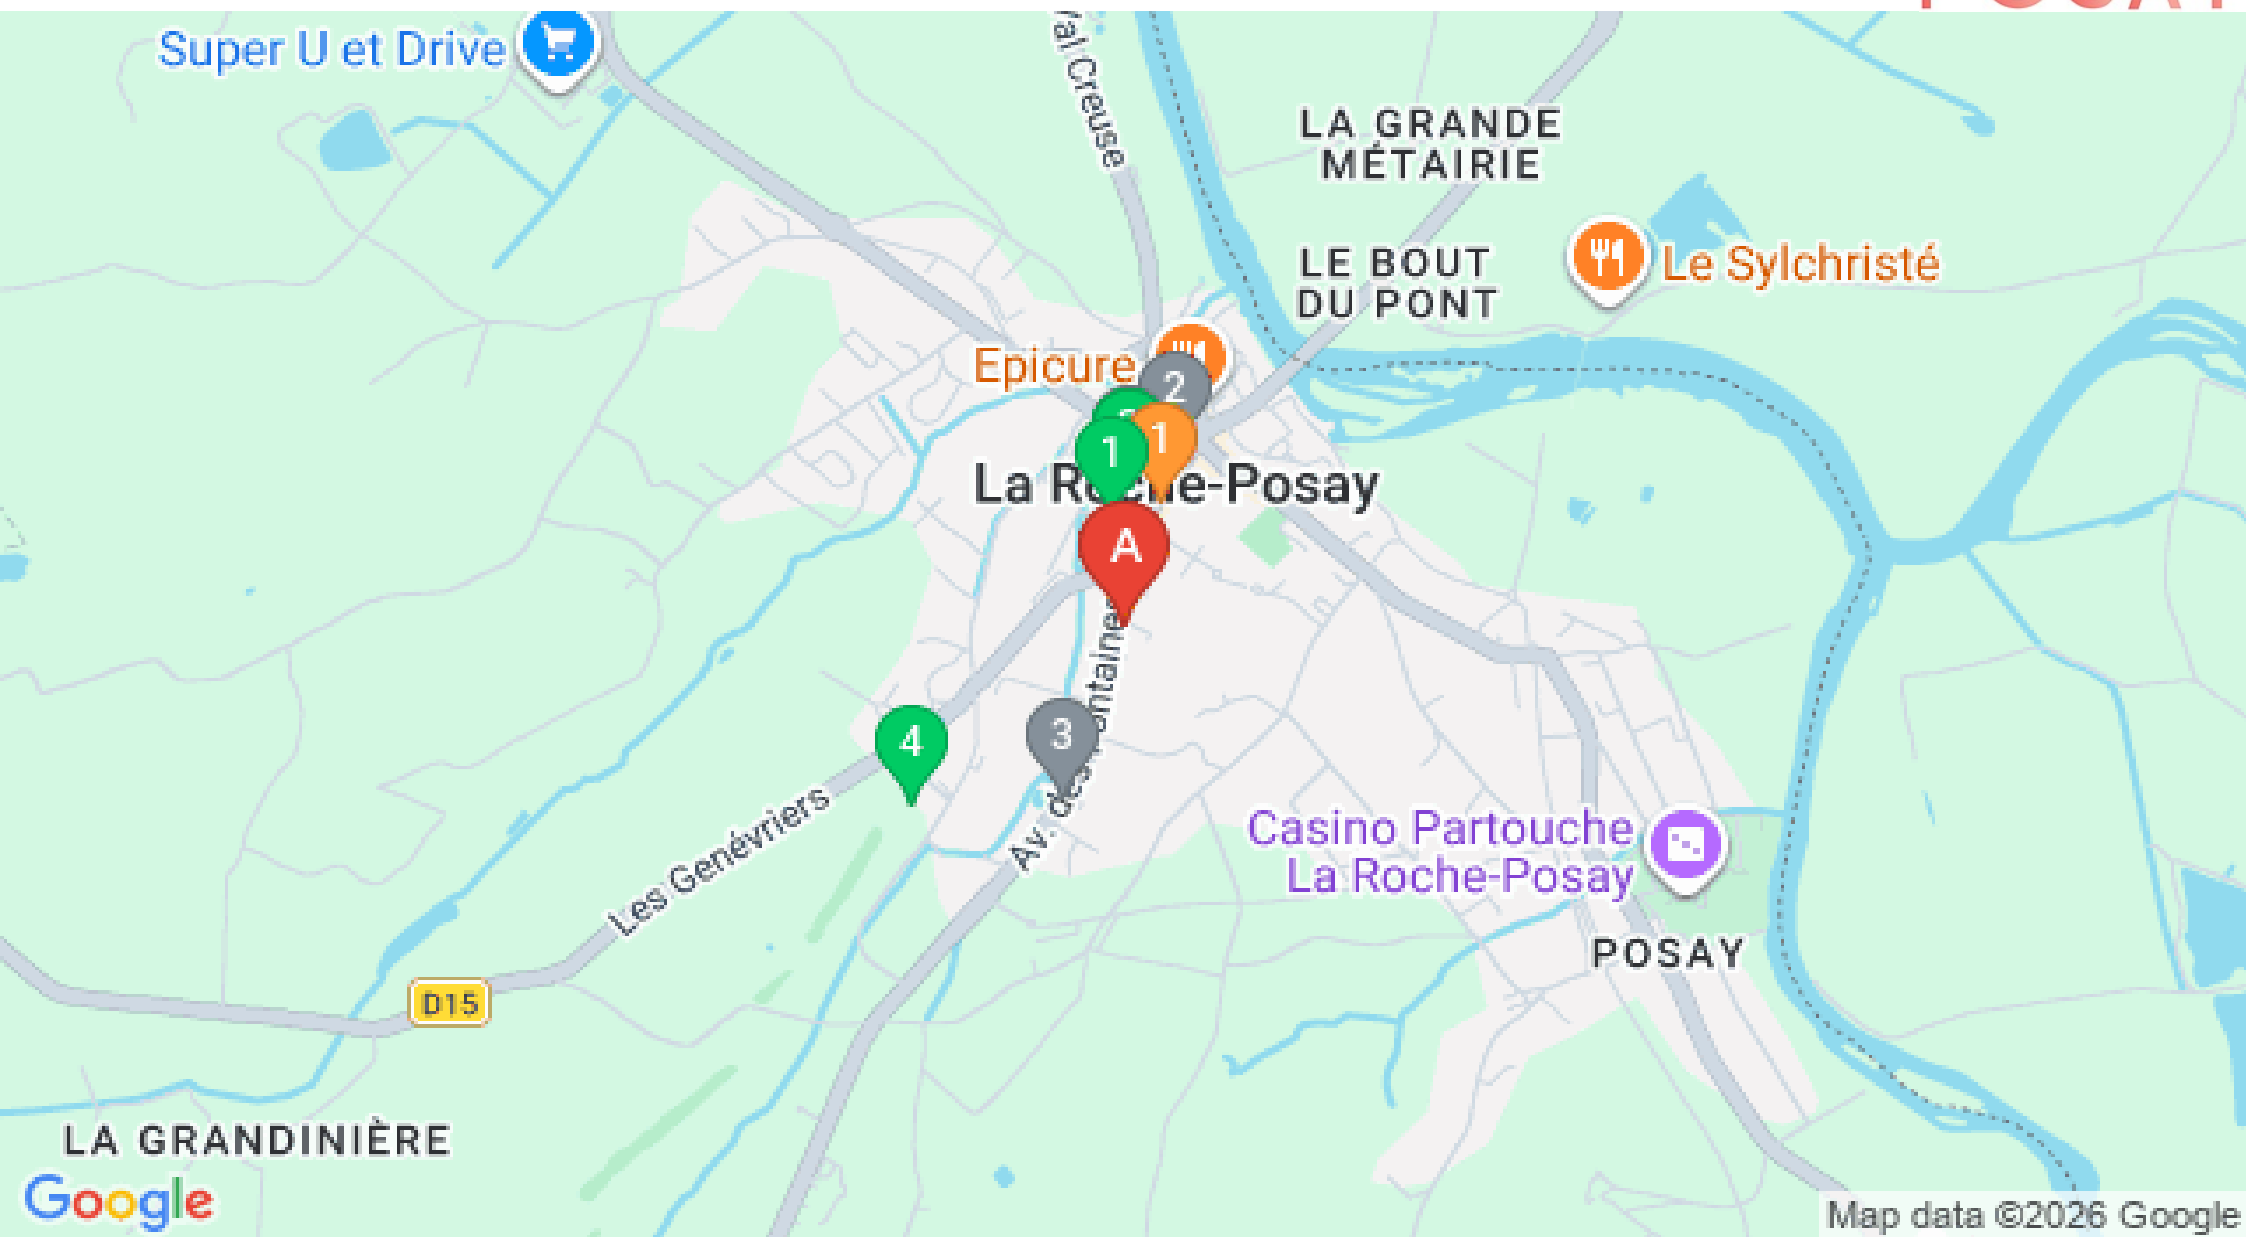 POSAY
Super U et Drive
Val Creuse
LA GRANDE
MÉTAIRIE
LE BOUT
DU PONT
Le Sylchristé
Epicure
2
1
1
La Roche-Posay
A
4
3
Av. des Fontaines
Les Genévriers
Casino Partouche
La Roche-Posay
POSAY
D15
LA GRANDINIÈRE
Google
Map data ©2026 Google